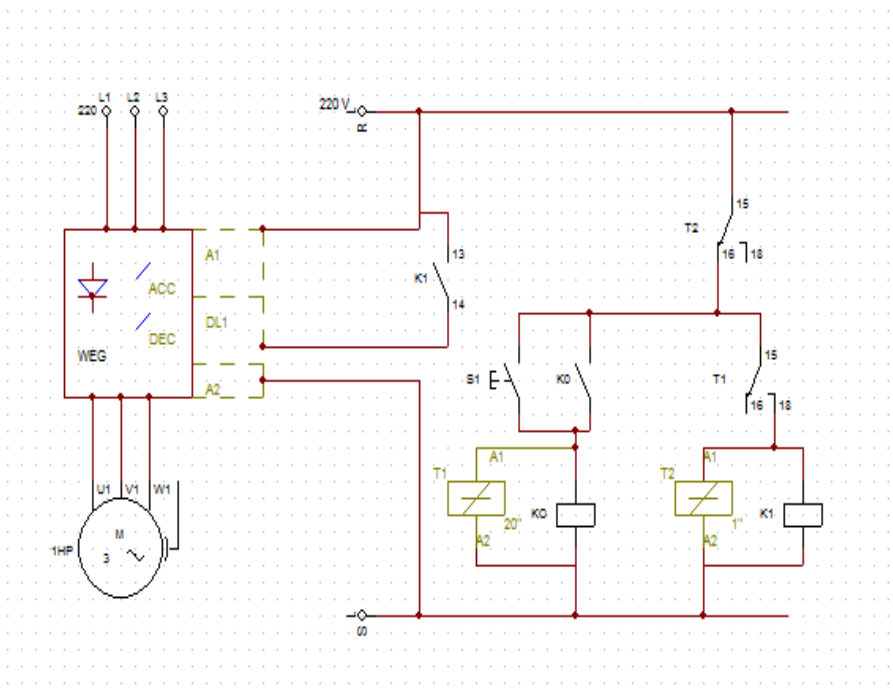 L1 L2 L3
220
220 V
R
15
T2
16 18
A1
13
K1
14
ACC
DL1
DEC
WEG
A2
15
S1 K0 T1
16 18
A1 A1
T1 T2
K0 K1
20" 1"
A2 A2
U1 V1 W1
M
1HP 3
S